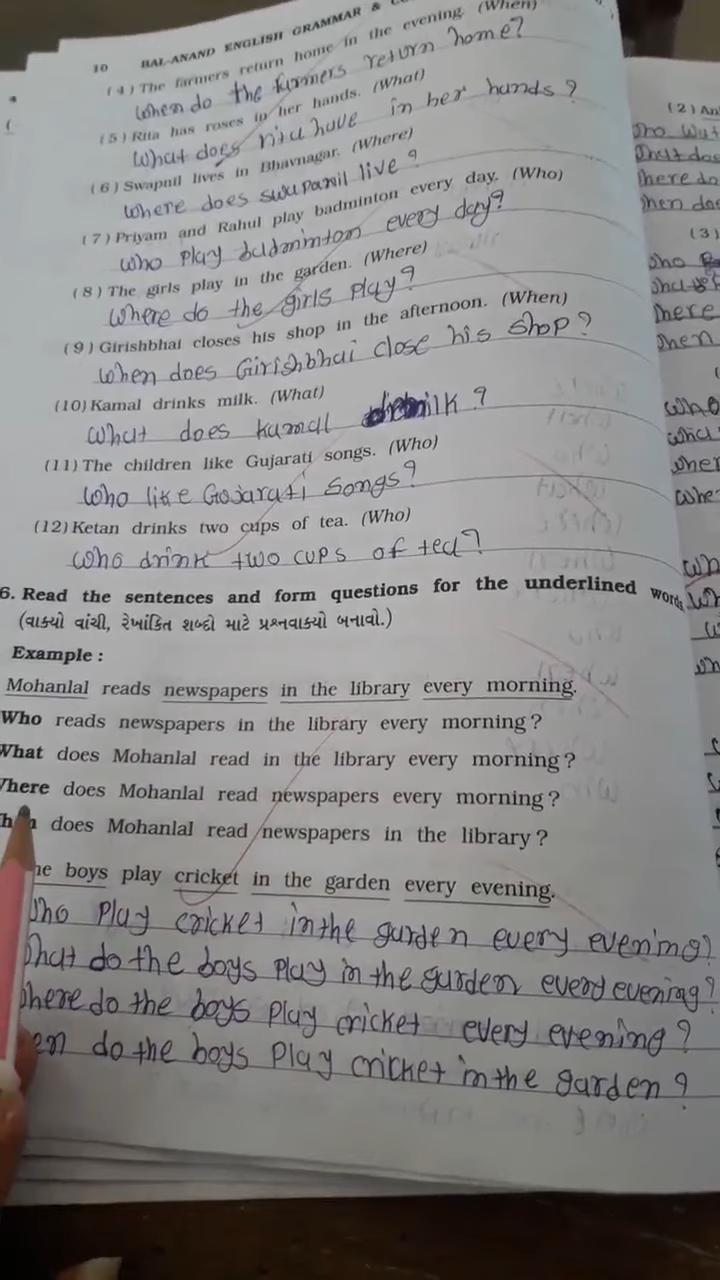 10 BAL-ANAND ENGLISH GRAMMAR &
(4) The farmers return home in the evening. (When)
When do the farmers return home?
(5) Rita has roses in her hands. (What)
What does rita have in her hands?
(6) Swapnil lives in Bhavnagar. (Where)
Where does swapanil live?
(7) Priyam and Rahul play badminton every day. (Who)
who play badminton every day?
(8) The girls play in the garden. (Where)
Where do the girls play?
(9) Girishbhai closes his shop in the afternoon. (When)
When does Girishbhai close his shop?
(10) Kamal drinks milk. (What)
What does kamal milk?
(11) The children like Gujarati songs. (Who)
Who like Gojarati songs?
(12) Ketan drinks two cups of tea. (Who)
Who drink two cups of tea?
6. Read the sentences and form questions for the underlined words.
(વાક્યો વાંચી, રેખાંકિત શબ્દો માટે પ્રશ્નવાક્યો બનાવો.)
Example :
Mohanlal reads newspapers in the library every morning.
Who reads newspapers in the library every morning?
What does Mohanlal read in the library every morning?
Where does Mohanlal read newspapers every morning?
does Mohanlal read newspapers in the library?
boys play cricket in the garden every evening.
Who play cricket in the garden every evening?
What do the boys play in the garden every evening?
Where do the boys play cricket every evening?
do the boys play cricket in the garden?
(2)
(3)